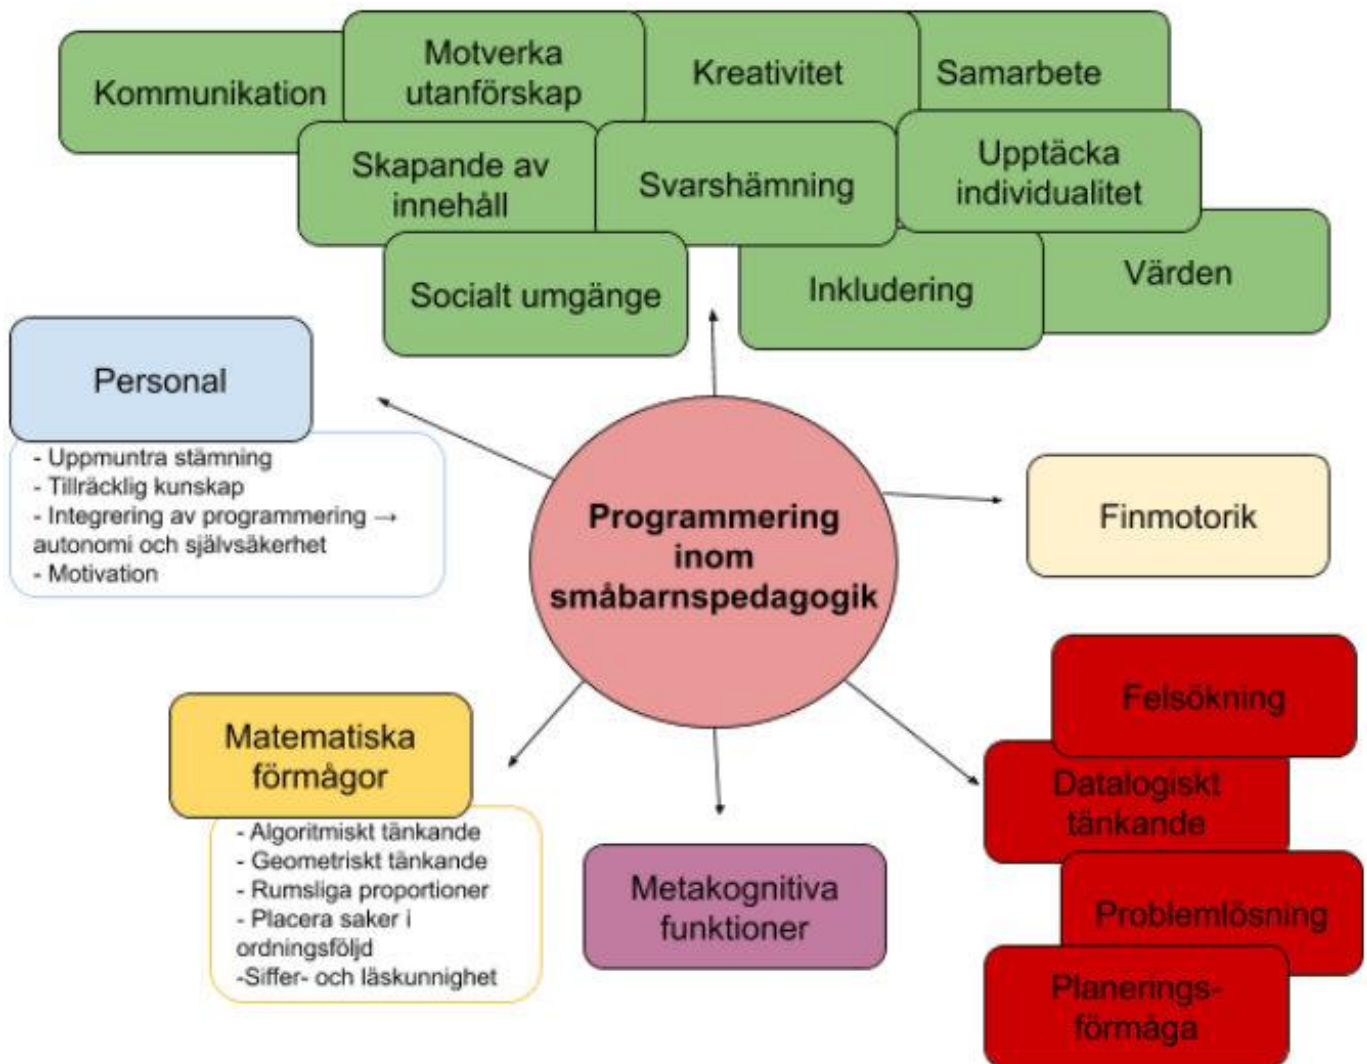 Kommunikation
Motverka
utanförskap
Kreativitet
Samarbete
Skapande av
innehåll
Svarshämning
Upptäcka
individualitet
Socialt umgänge
Inkludering
Värden
Personal
- Uppmuntra stämning
- Tillräcklig kunskap
- Integrering av programmering →
autonomi och självsäkerhet
- Motivation
Programmering
inom
småbarnspedagogik
Finmotorik
Matematiska
förmågor
- Algoritmiskt tänkande
- Geometriskt tänkande
- Rumsliga proportioner
- Placera saker i
ordningsföljd
-Siffer- och läskunnighet
Metakognitiva
funktioner
Felsökning
Datalogiskt
tänkande
Problemlösning
Planerings-
förmåga